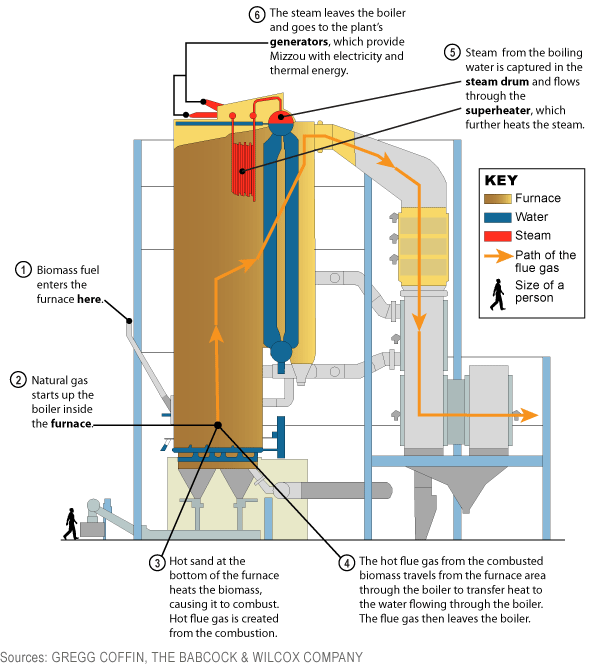 6 The steam leaves the boiler
and goes to the plant's
generators, which provide
Mizzou with electricity and
thermal energy.
5 Steam from the boiling
water is captured in the
steam drum and flows
through the
superheater, which
further heats the steam.
KEY
Furnace
Water
Steam
Path of the
flue gas
Size of a
person
1 Biomass fuel
enters the
furnace here.
2 Natural gas
starts up the
boiler inside
the furnace.
3 Hot sand at the
bottom of the furnace
heats the biomass,
causing it to combust.
Hot flue gas is created
from the combustion.
4 The hot flue gas from the combusted
biomass travels from the furnace area
through the boiler to transfer heat to
the water flowing through the boiler.
The flue gas then leaves the boiler.
Sources: GREGG COFFIN, THE BABCOCK & WILCOX COMPANY